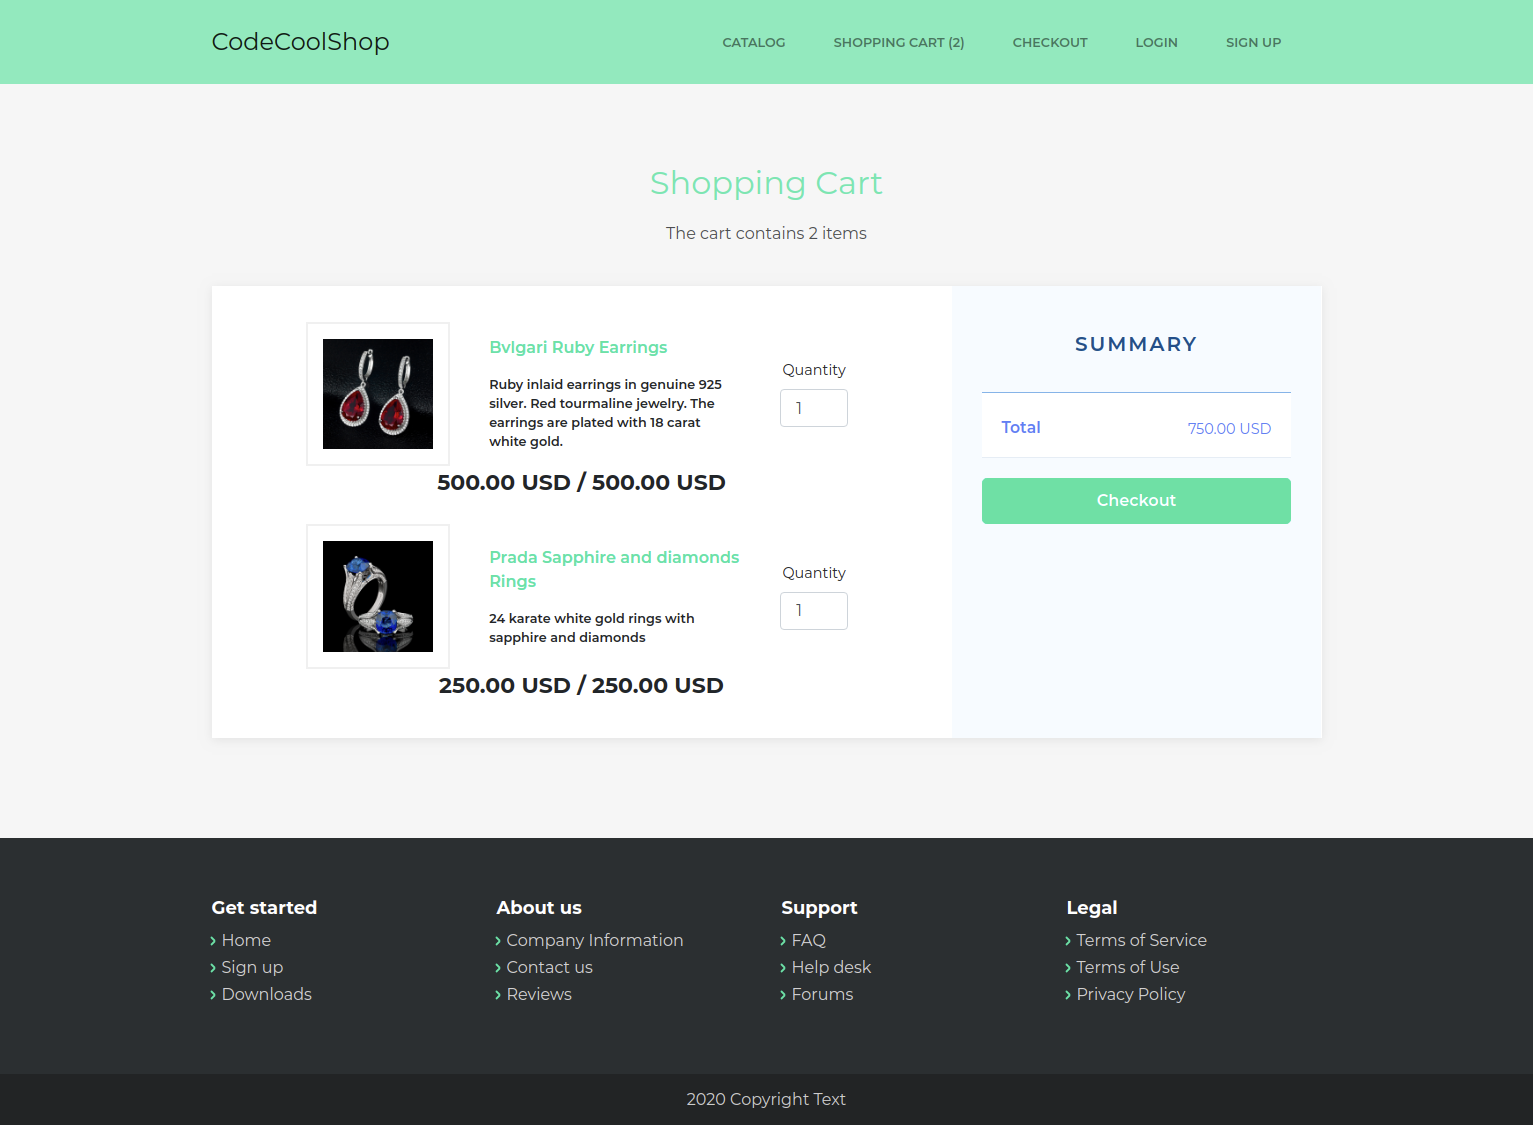 CodeCoolShop
CATALOG
SHOPPING CART (2)
CHECKOUT
LOGIN
SIGN UP
Shopping Cart
The cart contains 2 items
Bvlgari Ruby Earrings
Ruby inlaid earrings in genuine 925
silver. Red tourmaline jewelry. The
earrings are plated with 18 carat
white gold.
Quantity
1
500.00 USD / 500.00 USD
Prada Sapphire and diamonds
Rings
24 karate white gold rings with
sapphire and diamonds
Quantity
1
250.00 USD / 250.00 USD
SUMMARY
Total
750.00 USD
Checkout
Get started
Home
Sign up
Downloads
About us
Company Information
Contact us
Reviews
Support
FAQ
Help desk
Forums
Legal
Terms of Service
Terms of Use
Privacy Policy
2020 Copyright Text